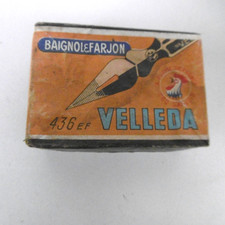 BAIGNOL & FARJON
436 EF VELLEDA